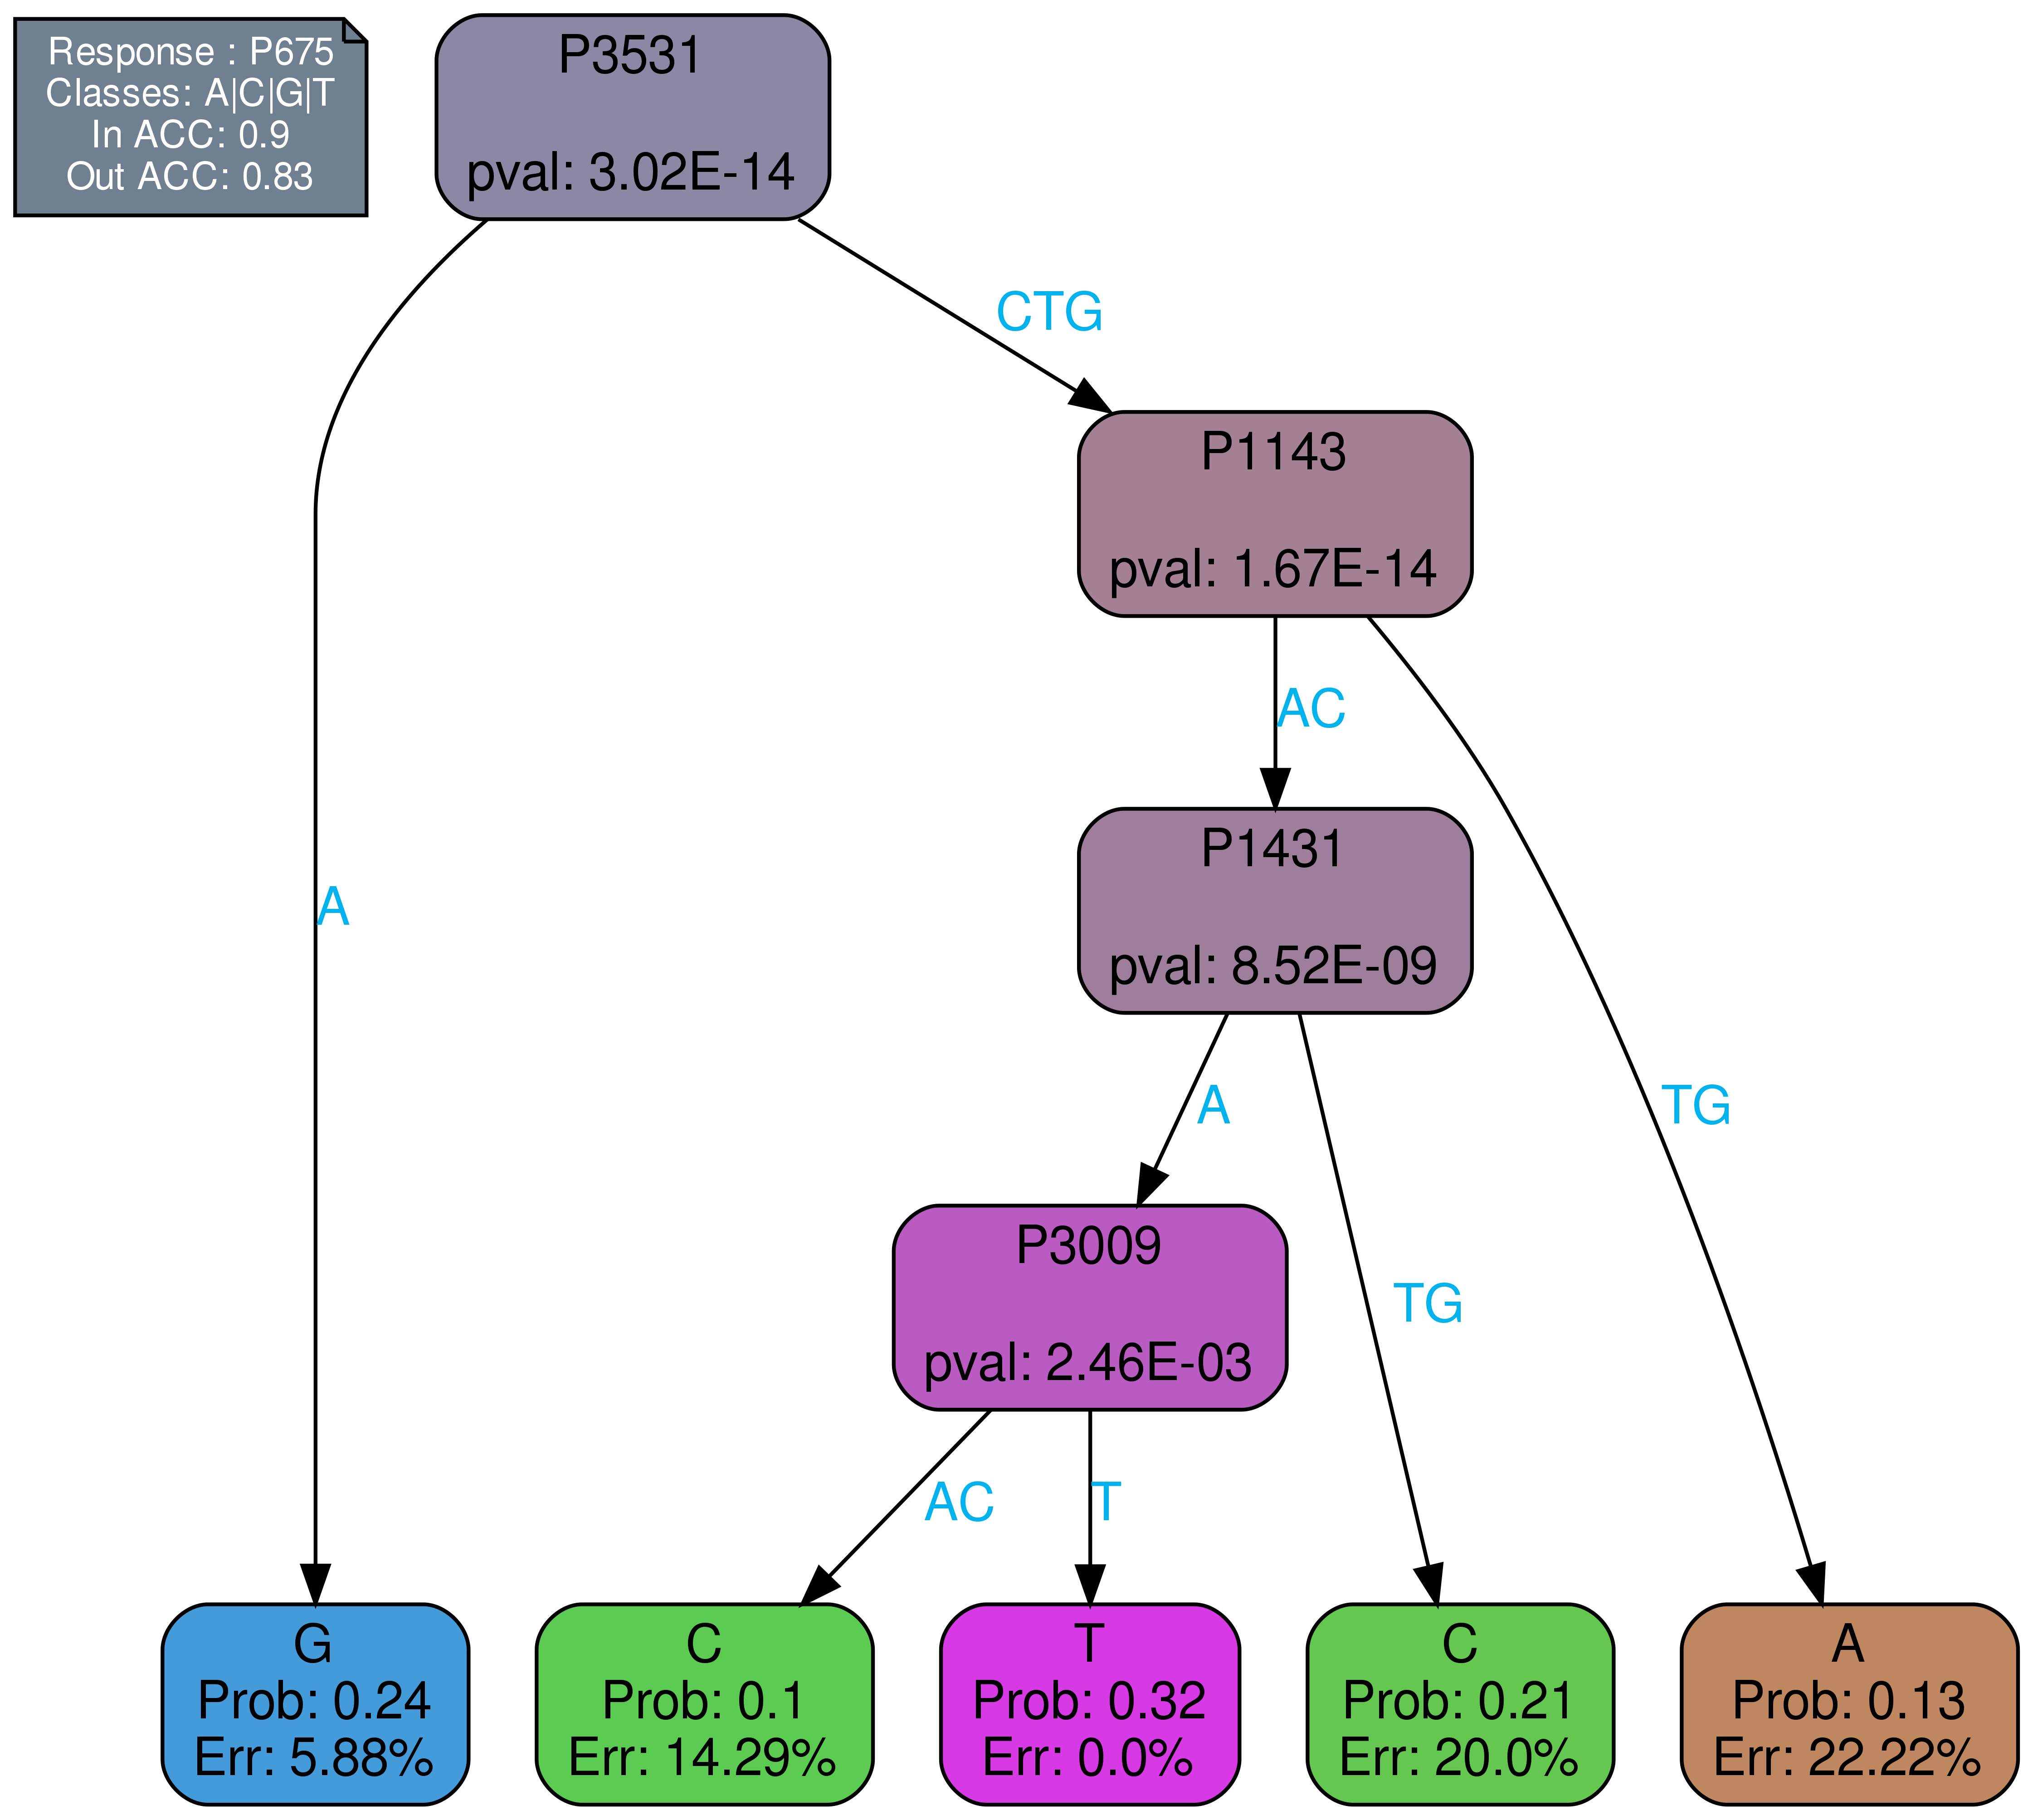 Response : P675
Classes: A|C|G|T
In ACC: 0.9
Out ACC: 0.83
P3531
pval: 3.02E-14
CTG
P1143
pval: 1.67E-14
AC
P1431
pval: 8.52E-09
A
A
TG
P3009
pval: 2.46E-03
TG
AC
T
G
Prob: 0.24
Err: 5.88%
C
Prob: 0.1
Err: 14.29%
T
Prob: 0.32
Err: 0.0%
C
Prob: 0.21
Err: 20.0%
A
Prob: 0.13
Err: 22.22%